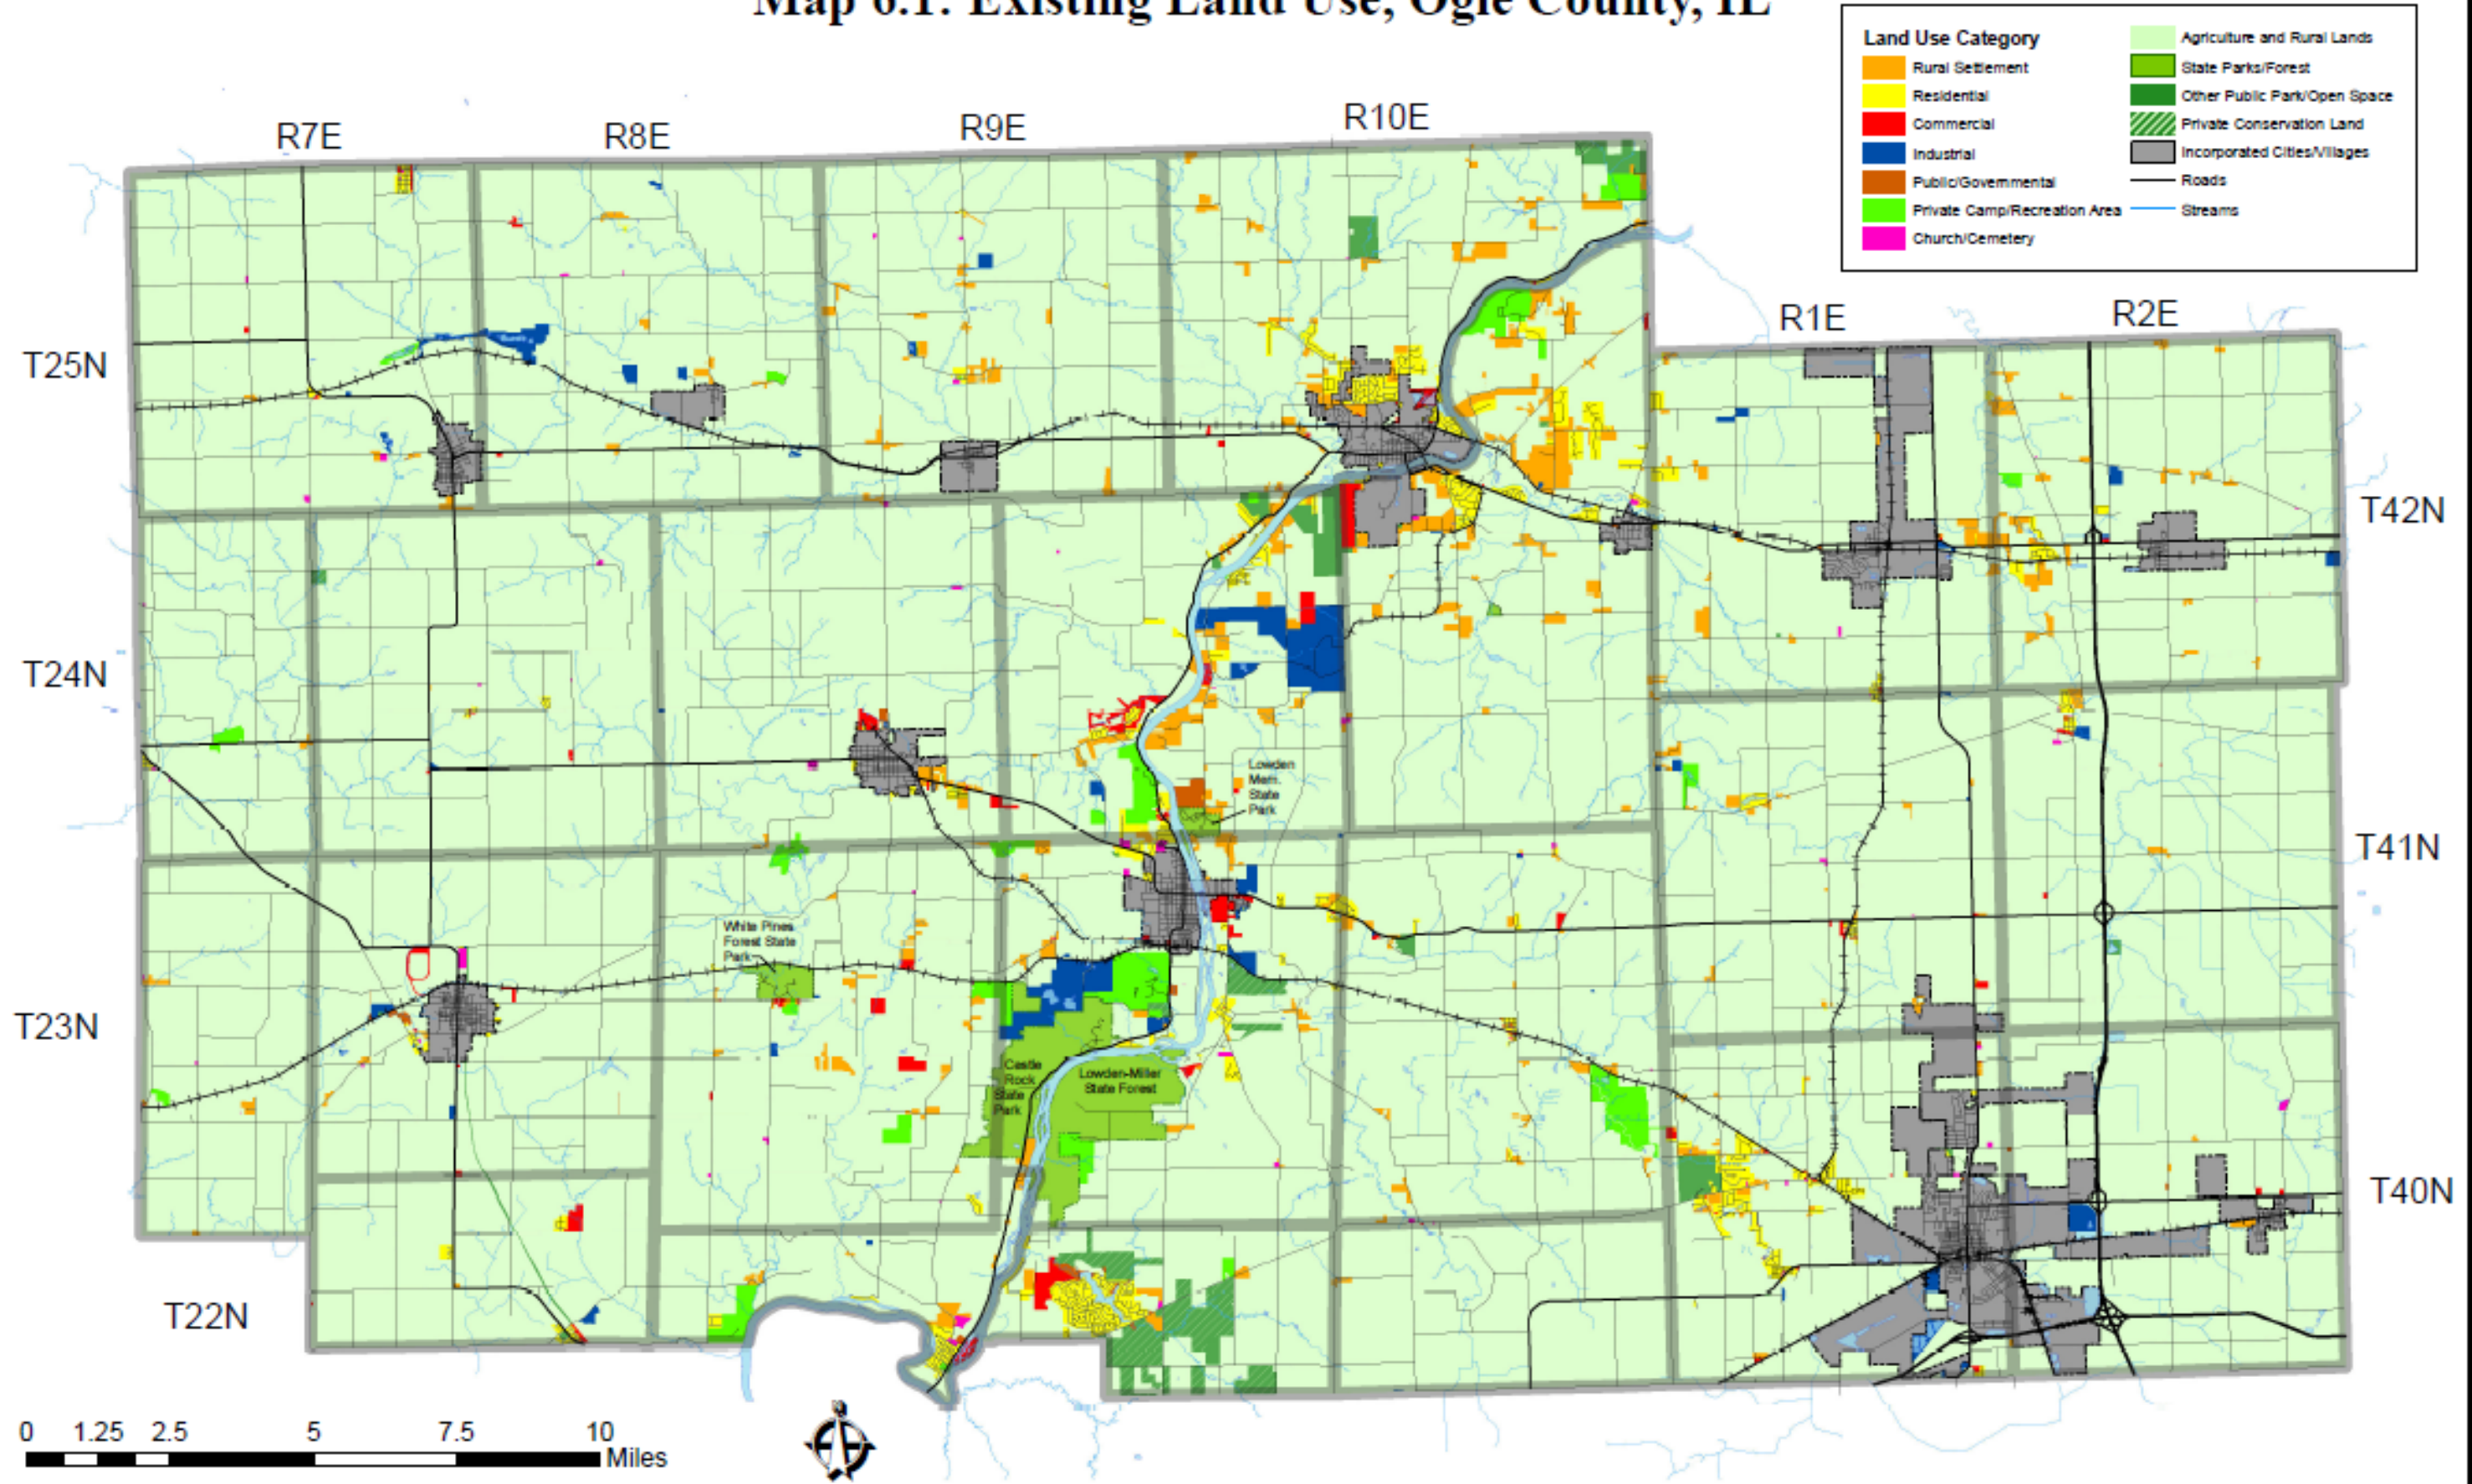 Map 6.1: Existing Land Use, Ogle County, IL
Land Use Category
Rural Settlement
Residential
Commercial
Industrial
Public/Governmental
Private Camp/Recreation Area
Church/Cemetery
Agriculture and Rural Lands
State Parks/Forest
Other Public Park/Open Space
Private Conservation Land
Incorporated Cities/Villages
Roads
Streams
R7E
R8E
R9E
R10E
R1E
R2E
T25N
T42N
T24N
Lowden
Mem.
State
Park
T41N
White Pines
Forest State
Park
T23N
Castle
Rock
State
Park
Lowden-Miller
State Forest
T40N
T22N
0 1.25 2.5 5 7.5 10
Miles